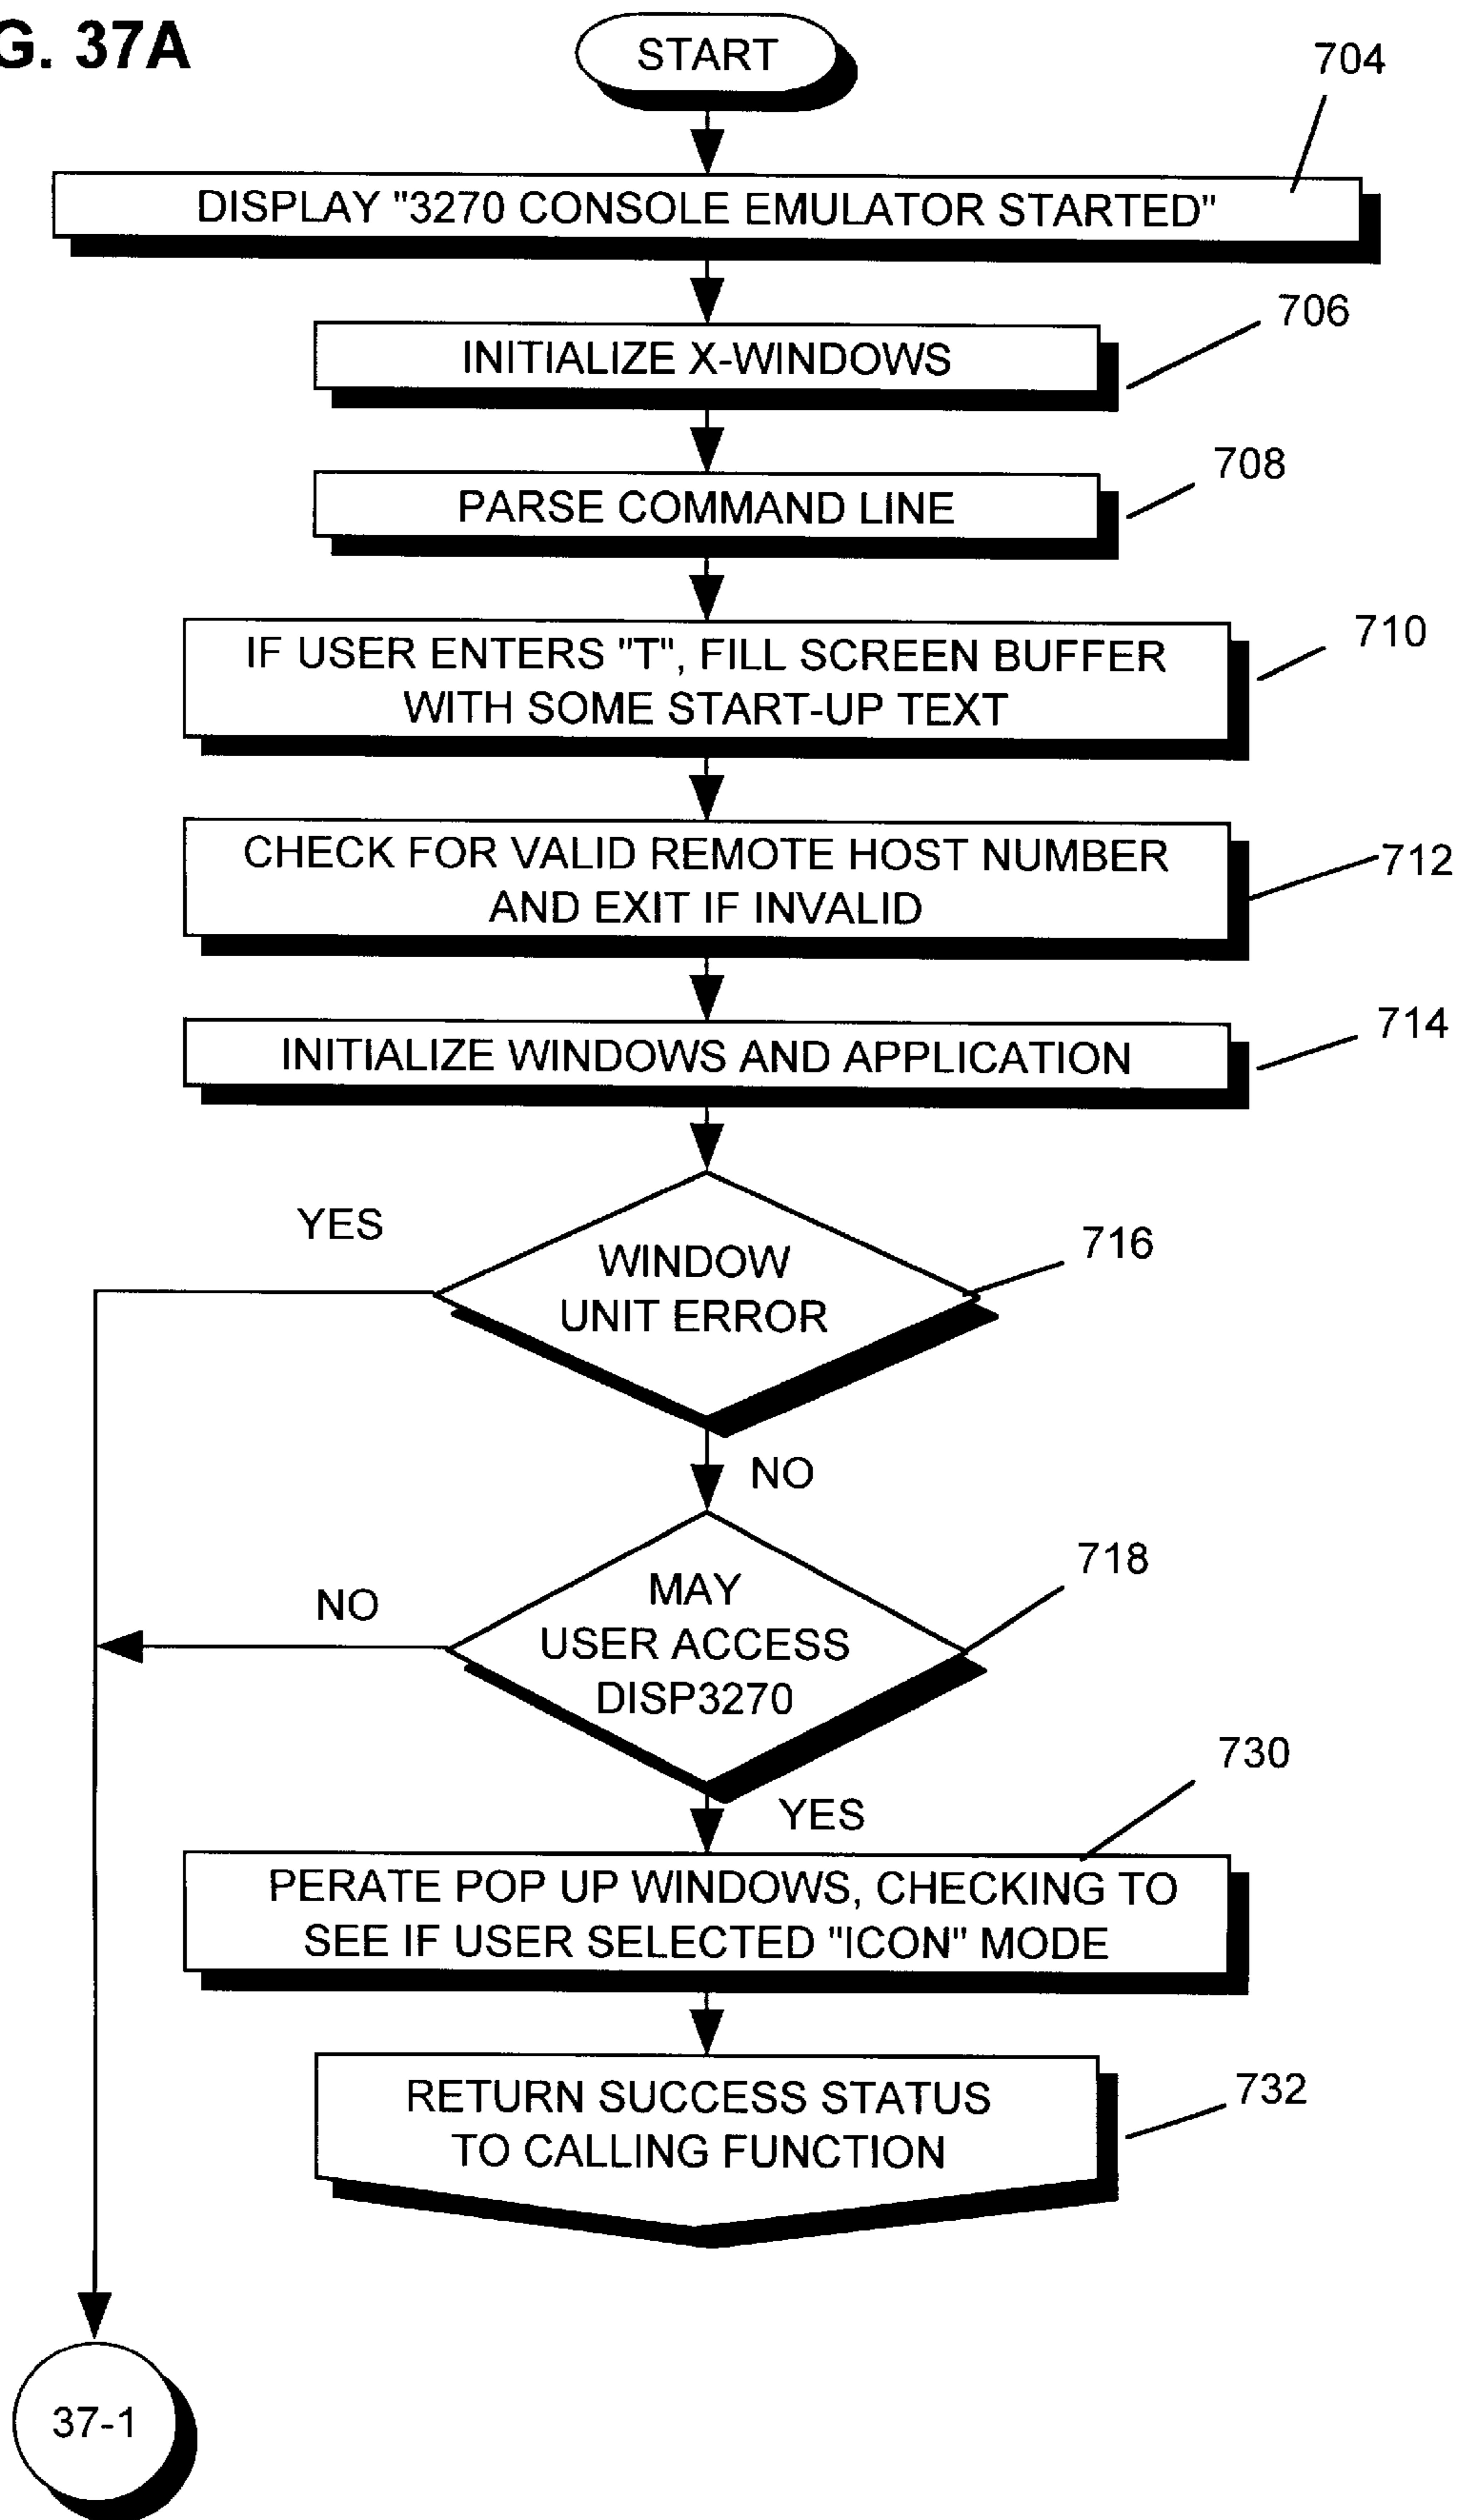 G. 37A
START
704
DISPLAY "3270 CONSOLE EMULATOR STARTED"
706
INITIALIZE X-WINDOWS
708
PARSE COMMAND LINE
710
IF USER ENTERS "T", FILL SCREEN BUFFER
WITH SOME START-UP TEXT
712
CHECK FOR VALID REMOTE HOST NUMBER
AND EXIT IF INVALID
714
INITIALIZE WINDOWS AND APPLICATION
YES
716
WINDOW
UNIT ERROR
NO
718
NO
MAY
USER ACCESS
DISP3270
730
YES
PERATE POP UP WINDOWS, CHECKING TO
SEE IF USER SELECTED "ICON" MODE
732
RETURN SUCCESS STATUS
TO CALLING FUNCTION
37-1